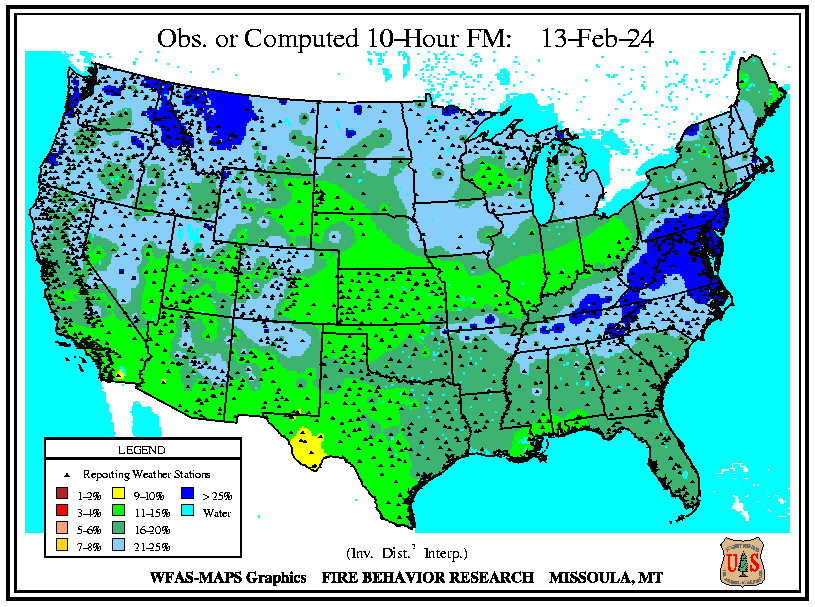 Obs. or Computed 10-Hour FM: 13-Feb-24
LEGEND
Reporting Weather Stations
1-2% 9-10% > 25%
3-4% 11-15% Water
5-6% 16-20%
7-8% 21-25%
(Inv. Dist.² Interp.)
WFAS-MAPS Graphics FIRE BEHAVIOR RESEARCH MISSOULA, MT
U S